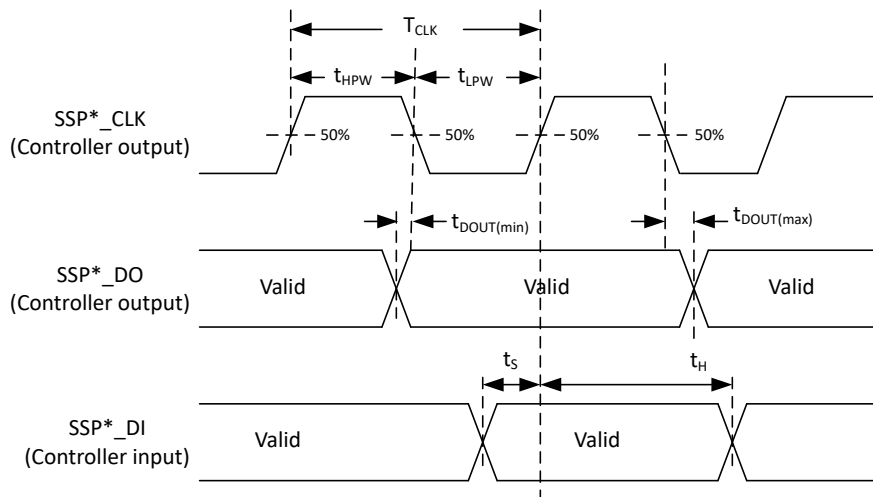 T_CLK
t_HPW t_LPW
SSP*_CLK
(Controller output)
50% 50% 50% 50%
t_DOUT(min) t_DOUT(max)
SSP*_DO
(Controller output)
Valid Valid Valid
t_S t_H
SSP*_DI
(Controller input)
Valid Valid